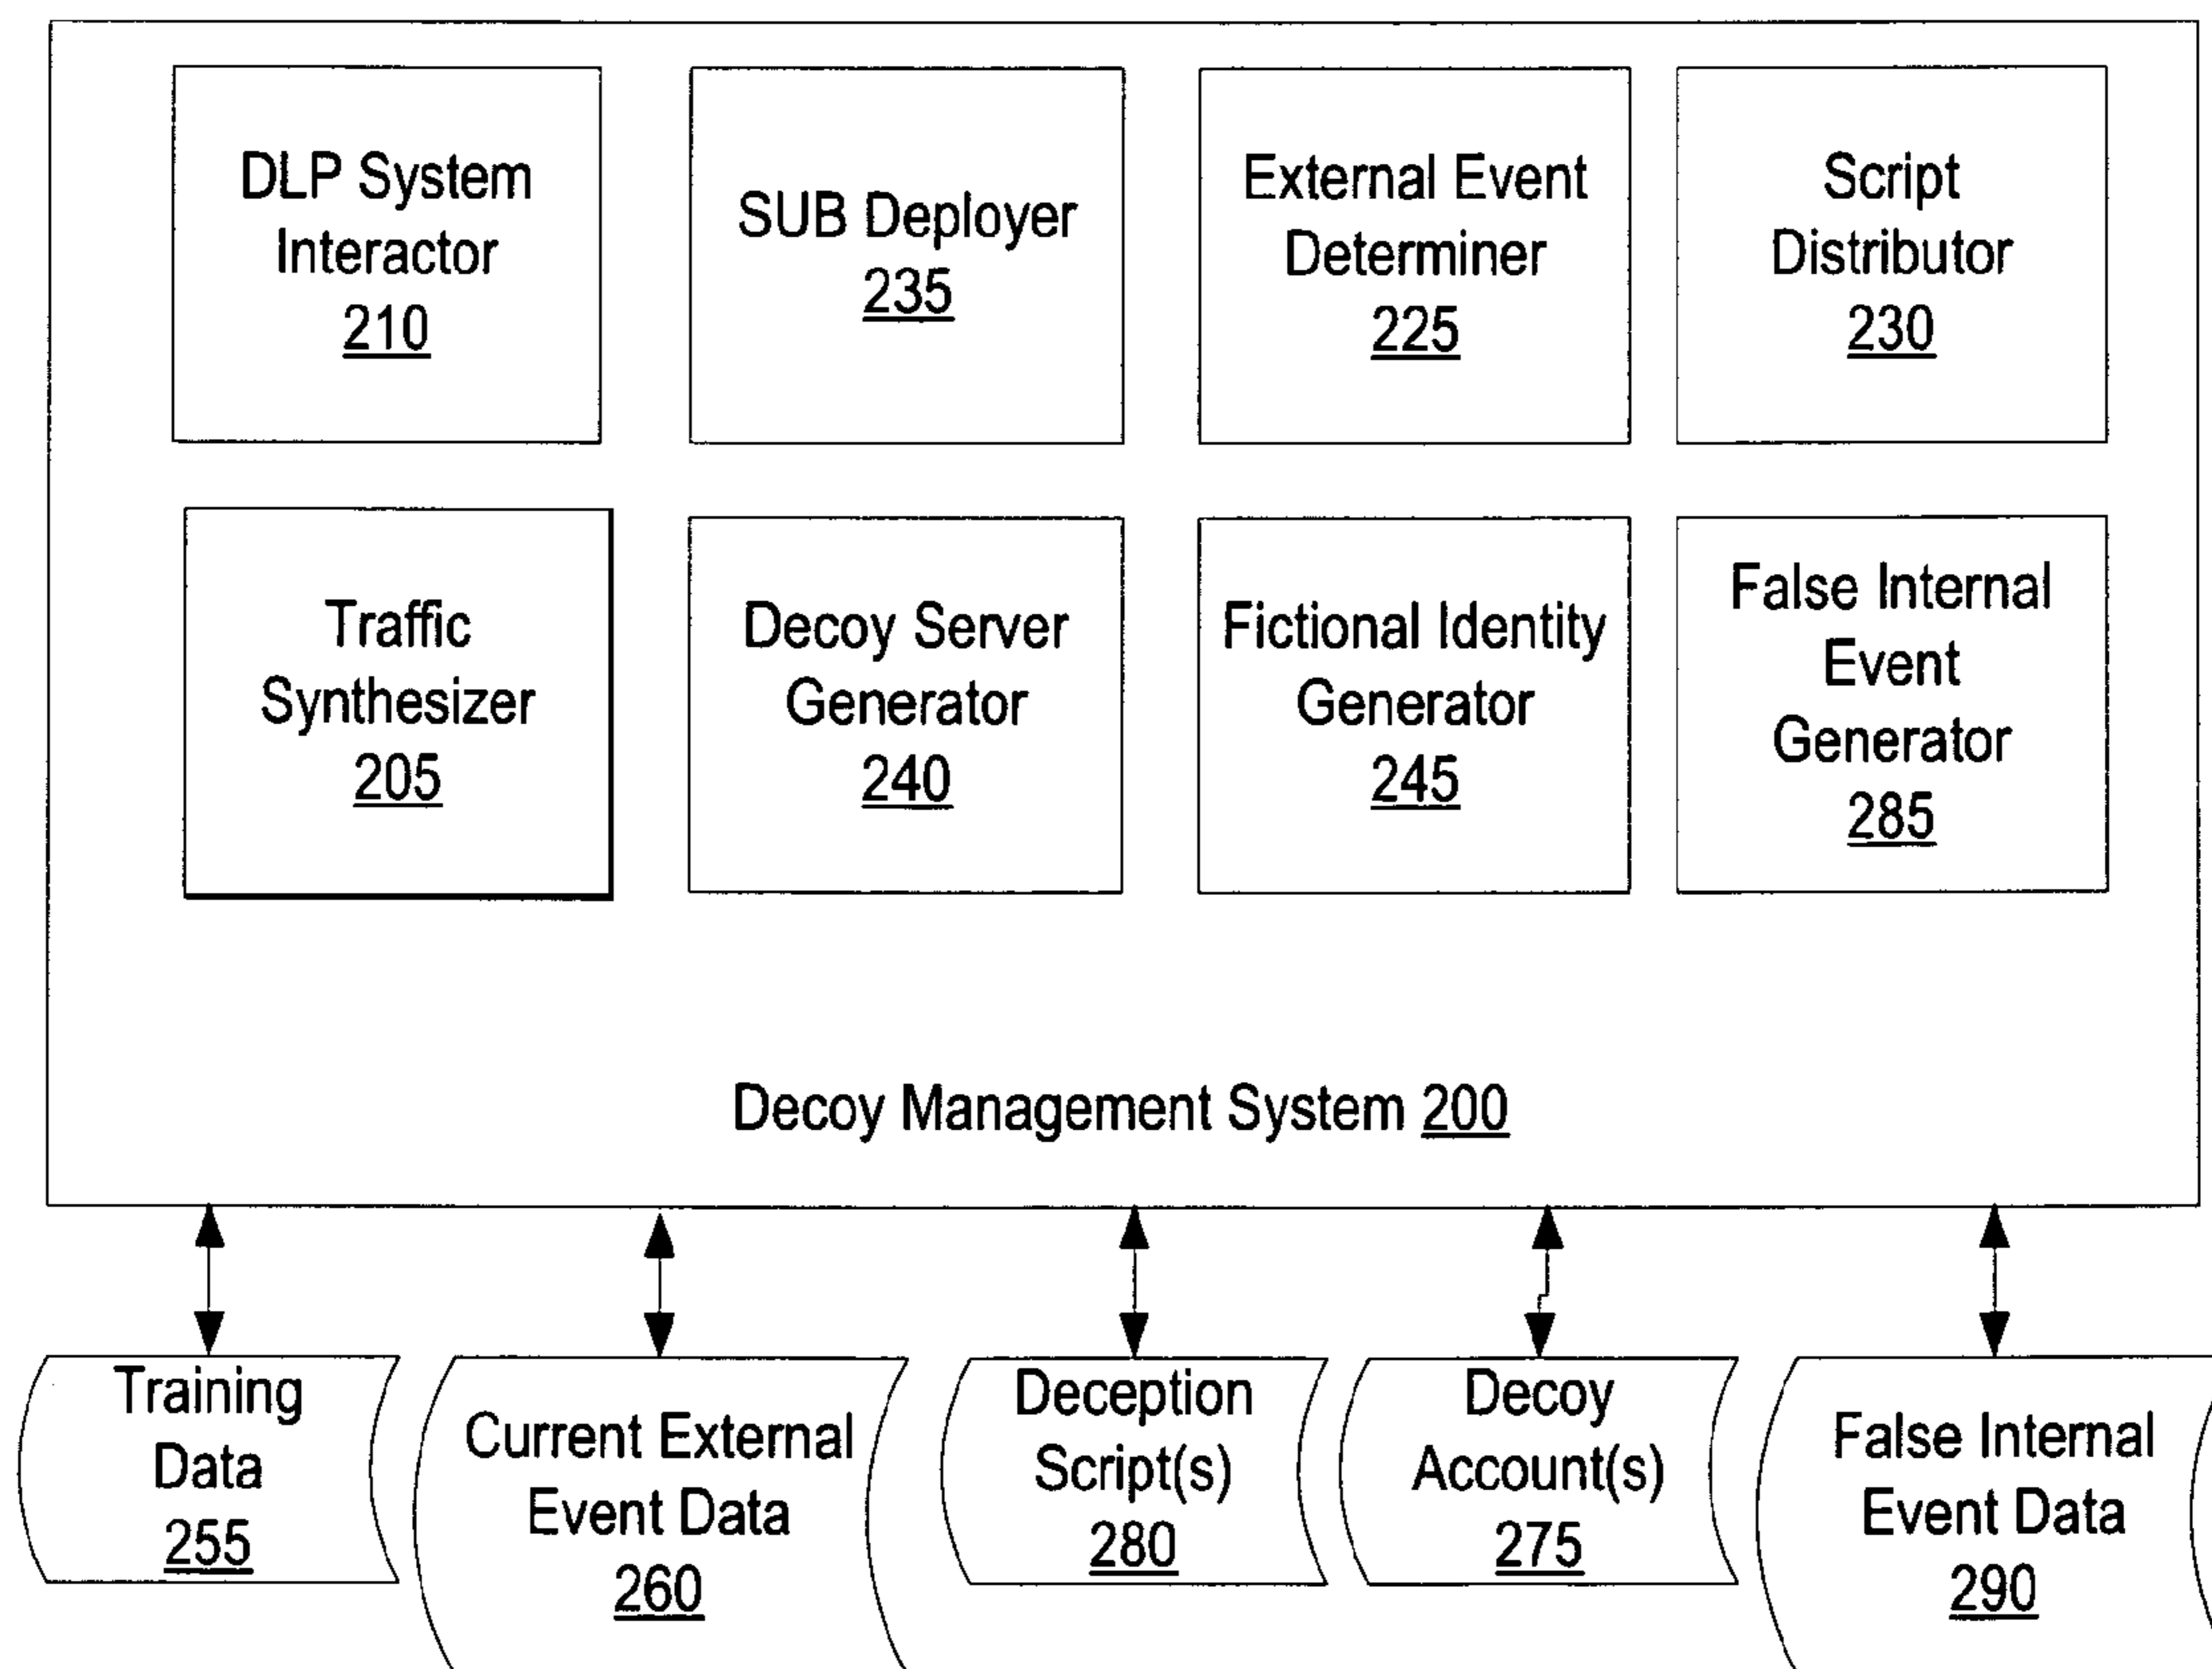 DLP System
Interactor
210
SUB Deployer
235
External Event
Determiner
225
Script
Distributor
230
Traffic
Synthesizer
205
Decoy Server
Generator
240
Fictional Identity
Generator
245
False Internal
Event
Generator
285
Decoy Management System 200
Training
Data
255
Current External
Event Data
260
Deception
Script(s)
280
Decoy
Account(s)
275
False Internal
Event Data
290